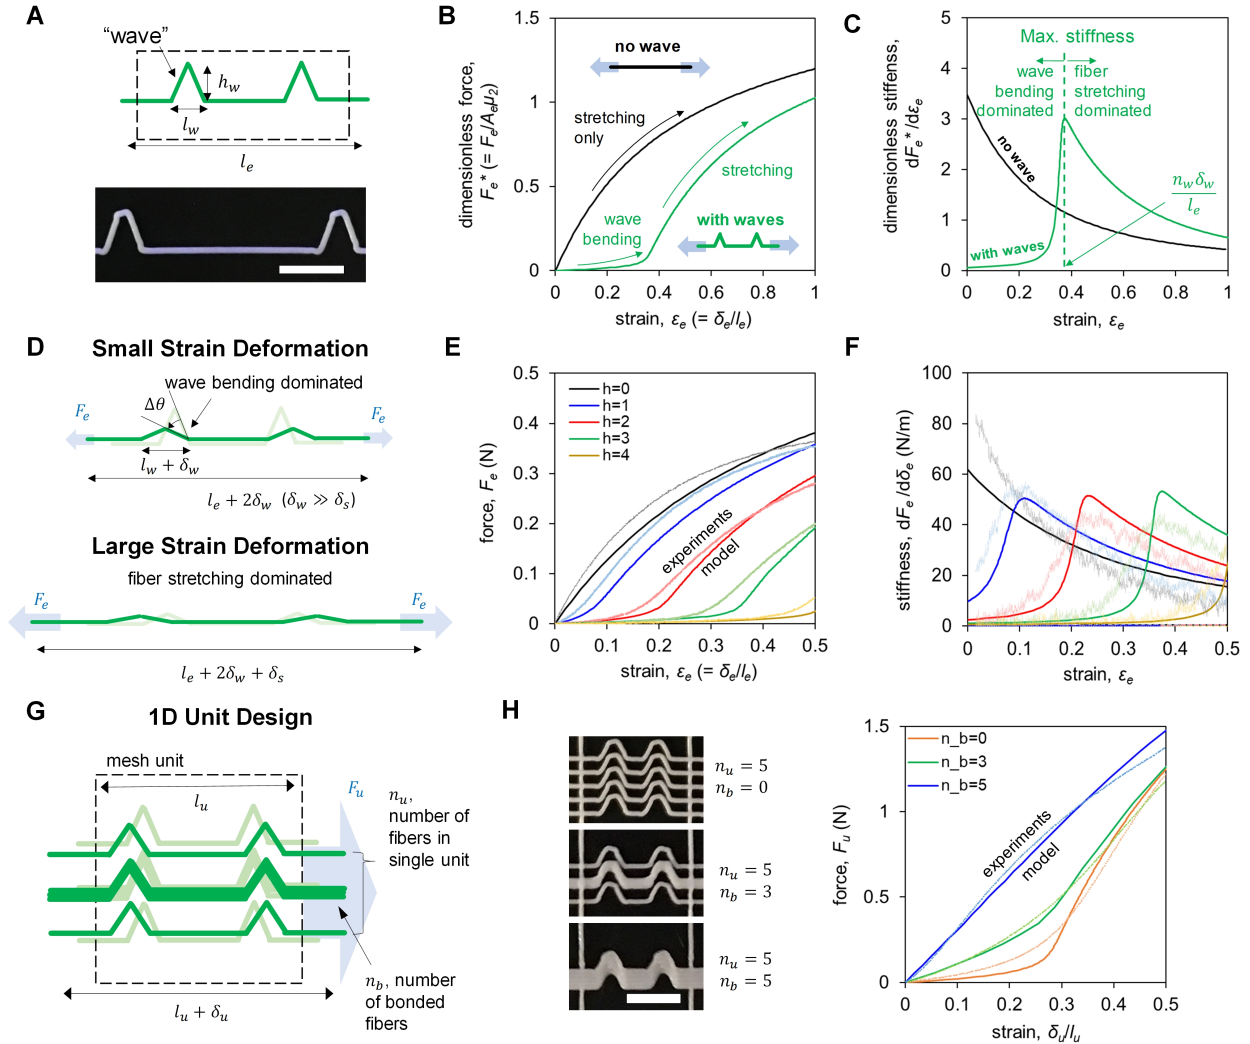 A
"wave"
h_w
l_w
l_e
B
dimensionless force,
F_e* (= F_e/A_eμ_2)
1.5
1
0.5
0
no wave
stretching
only
stretching
wave
bending
with waves
0 0.2 0.4 0.6 0.8 1
strain, ε_e (= δ_e/l_e)
C
dimensionless stiffenss,
dF_e*/dε_e
5
4
3
2
1
0
Max. stiffness
wave
bending
dominated
fiber
stretching
dominated
no wave
with waves
n_wδ_w
l_e
0 0.2 0.4 0.6 0.8 1
strain, ε_e
D
Small Strain Deformation
wave bending dominated
Δθ
F_e
F_e
l_w + δ_w
l_e + 2δ_w (δ_w ≫ δ_s)
Large Strain Deformation
fiber stretching dominated
F_e
F_e
l_e + 2δ_w + δ_s
E
force, F_e (N)
0.5
0.4
0.3
0.2
0.1
0
h=0
h=1
h=2
h=3
h=4
experiments
model
0 0.1 0.2 0.3 0.4 0.5
strain, ε_e (= δ_e/l_e)
F
stiffness, dF_e/dδ_e (N/m)
100
80
60
40
20
0
0 0.1 0.2 0.3 0.4 0.5
strain, ε_e
G
1D Unit Design
mesh unit
l_u
F_u
n_u,
number of
fibers in
single unit
n_b, number
of bonded
fibers
l_u + δ_u
H
n_u = 5
n_b = 0
n_u = 5
n_b = 3
n_u = 5
n_b = 5
force, F_u (N)
1.5
1
0.5
0
n_b=0
n_b=3
n_b=5
experiments
model
0 0.1 0.2 0.3 0.4 0.5
strain, δ_u/l_u